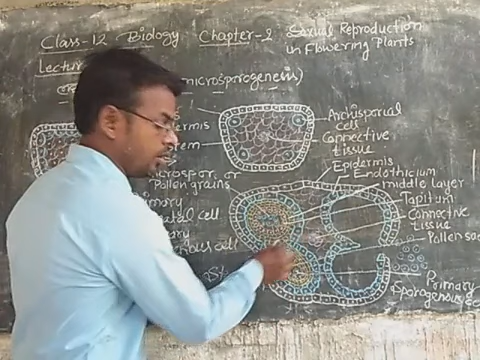 Class-12 Biology Chapter-2 Sexual Reproduction
in Flowering Plants
Lecture
microsporogenesis)
Archisporial
cell
Connective
tissue
Epidermis
Endothicium
middle layer
Tapitum
Connective
tissue
Pollen sac
Pollen grains
Primary
Sporogenous